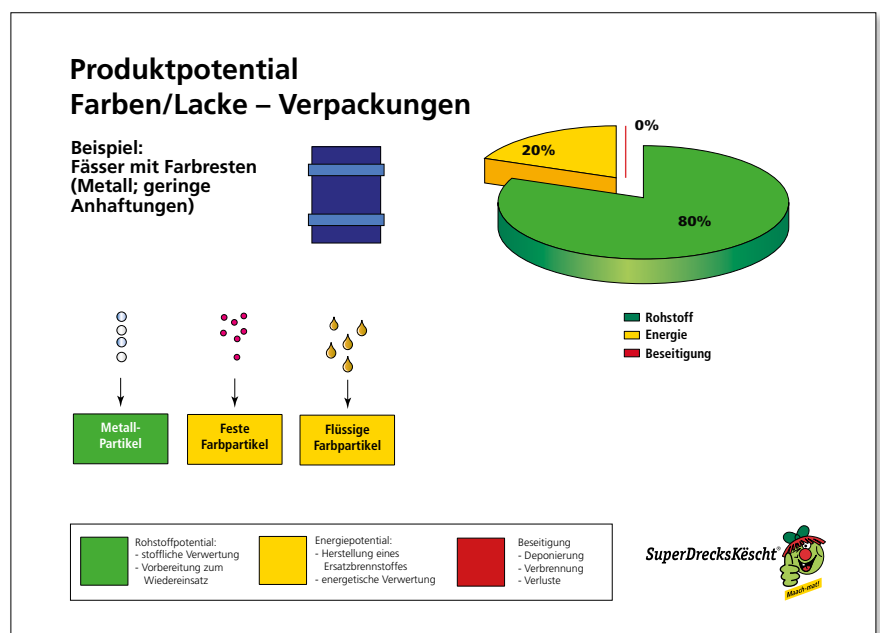 Produktpotential
Farben/Lacke – Verpackungen
Beispiel:
Fässer mit Farbresten
(Metall; geringe
Anhaftungen)
0%
20%
80%
Rohstoff
Energie
Beseitigung
Metall-
Partikel
Feste
Farbpartikel
Flüssige
Farbpartikel
Rohstoffpotential:
- stoffliche Verwertung
- Vorbereitung zum
Wiedereinsatz
Energiepotential:
- Herstellung eines
Ersatzbrennstoffes
- energetische Verwertung
Beseitigung
- Deponierung
- Verbrennung
- Verluste
SuperDrecksKëscht®
Maach-mat!